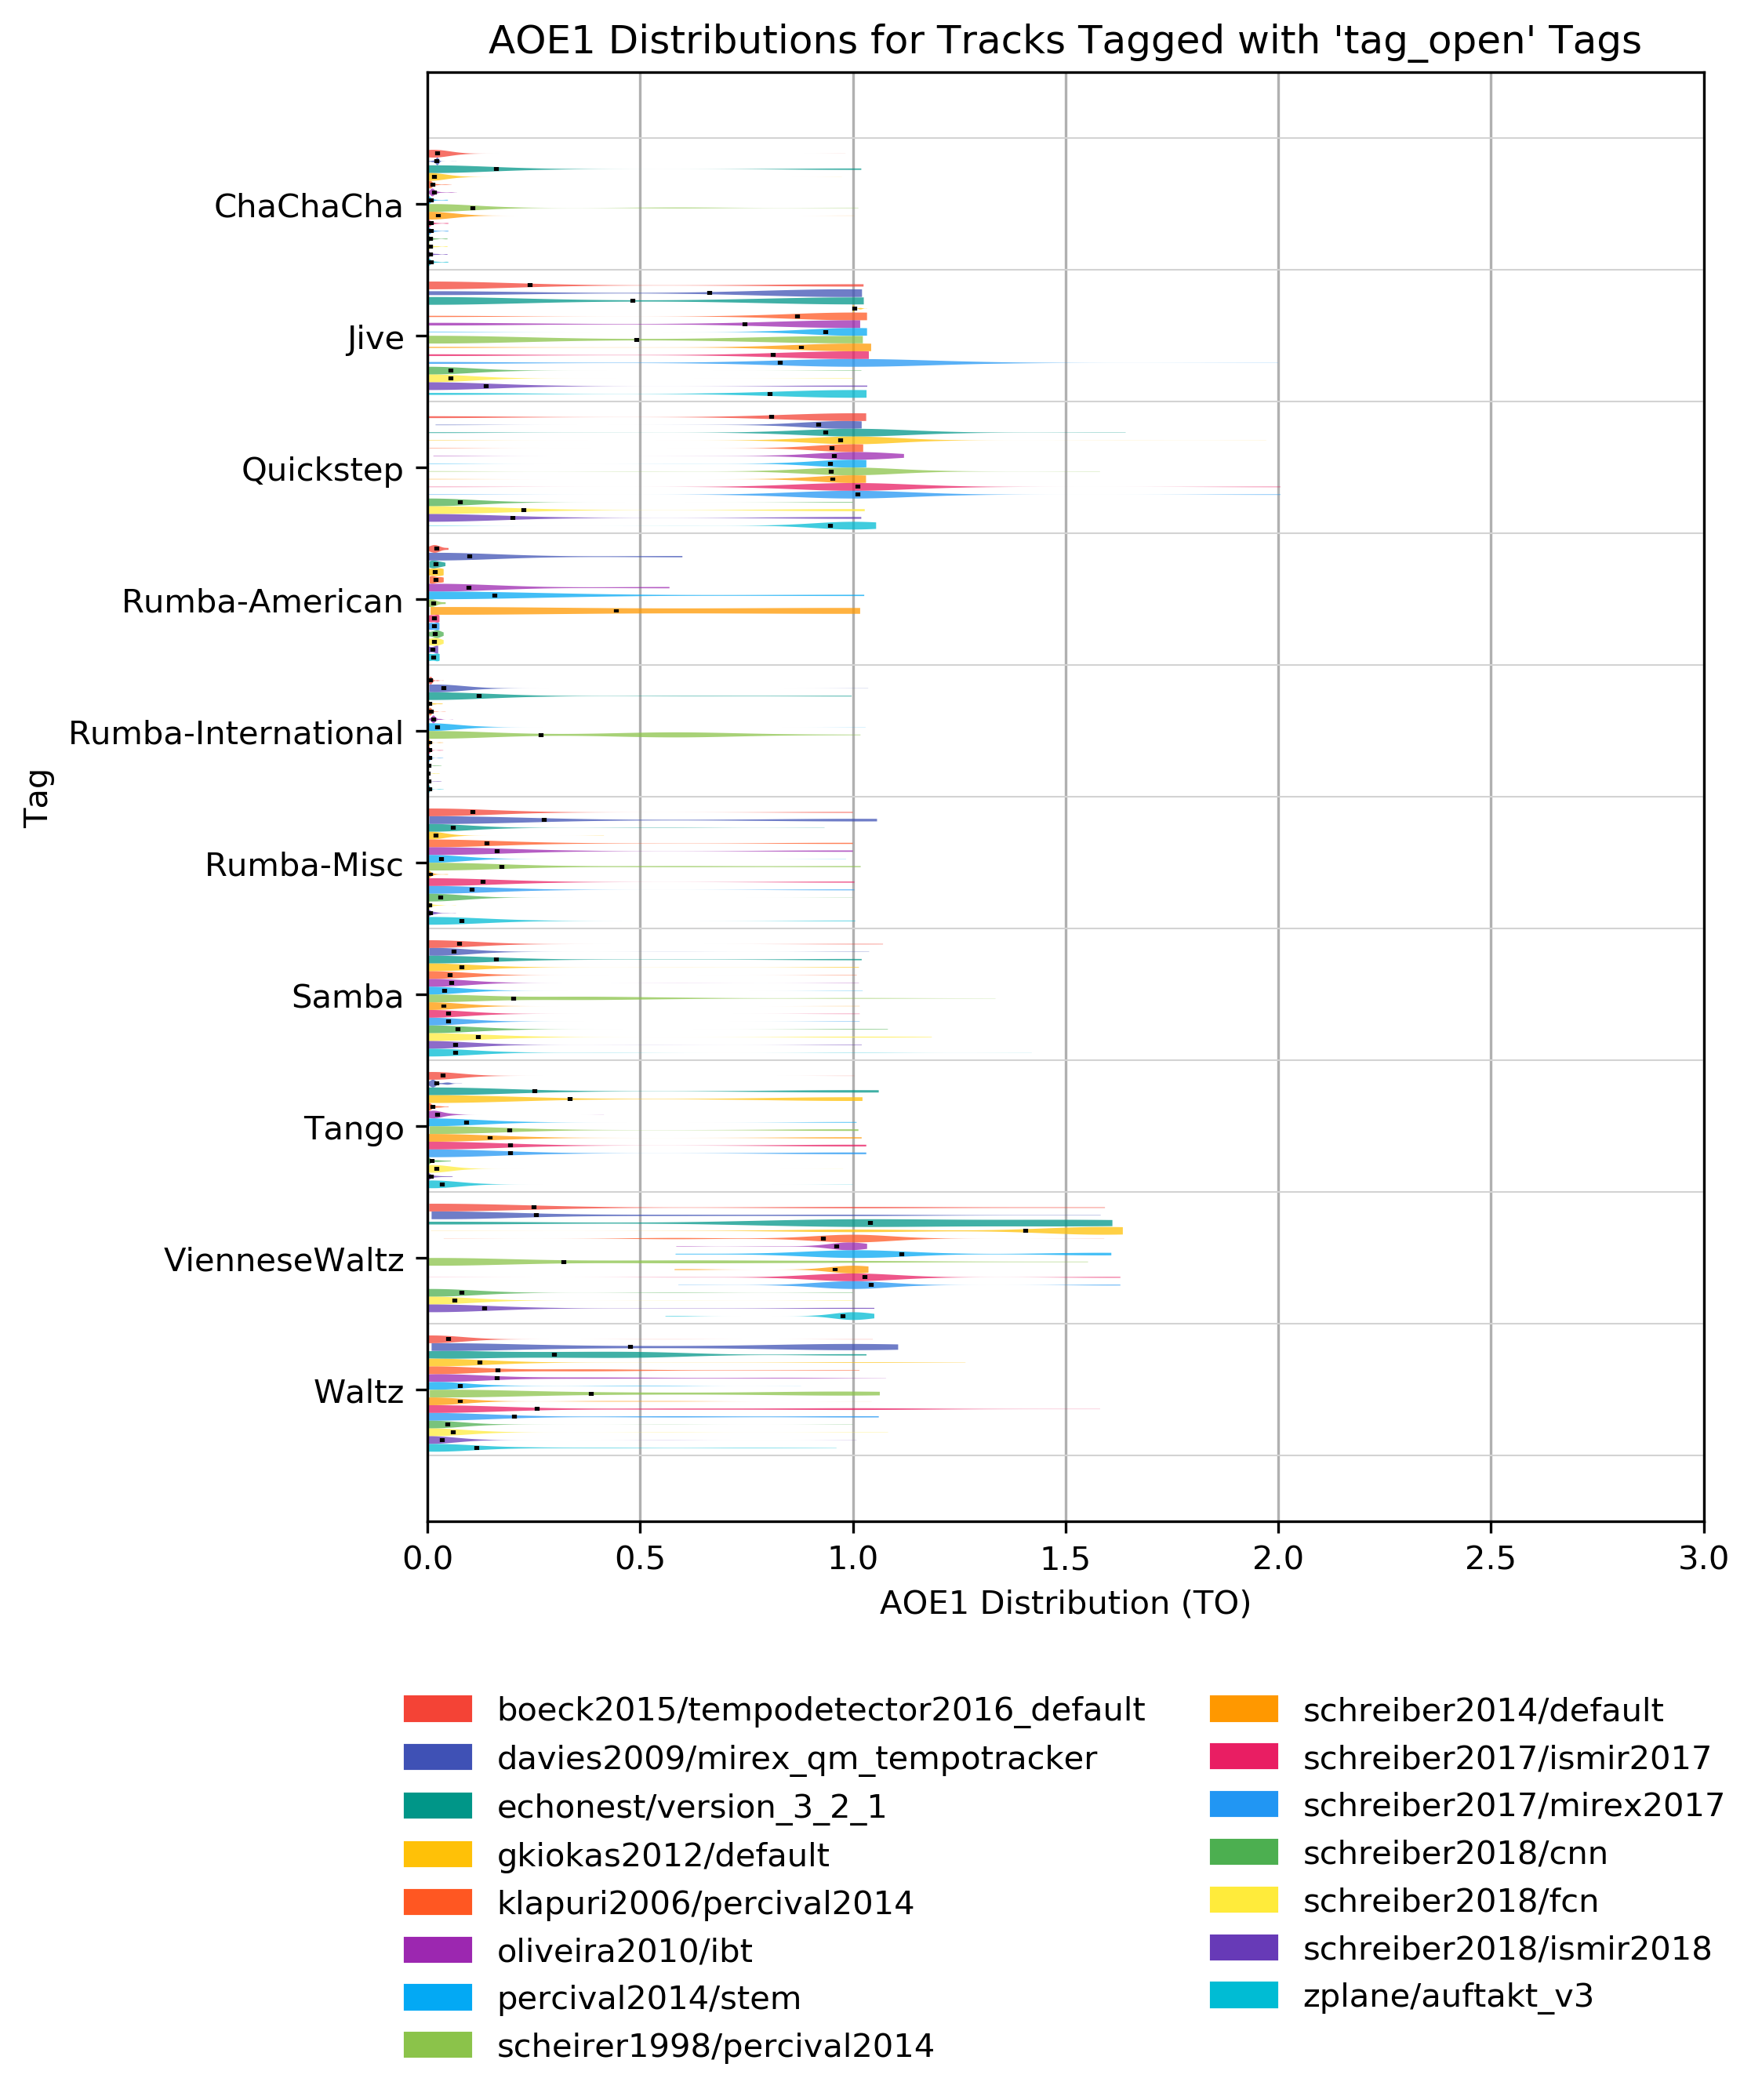 AOE1 Distributions for Tracks Tagged with 'tag_open' Tags
Tag
ChaChaCha
Jive
Quickstep
Rumba-American
Rumba-International
Rumba-Misc
Samba
Tango
VienneseWaltz
Waltz
0.0 0.5 1.0 1.5 2.0 2.5 3.0
AOE1 Distribution (TO)
boeck2015/tempodetector2016_default
davies2009/mirex_qm_tempotracker
echonest/version_3_2_1
gkiokas2012/default
klapuri2006/percival2014
oliveira2010/ibt
percival2014/stem
scheirer1998/percival2014
schreiber2014/default
schreiber2017/ismir2017
schreiber2017/mirex2017
schreiber2018/cnn
schreiber2018/fcn
schreiber2018/ismir2018
zplane/auftakt_v3